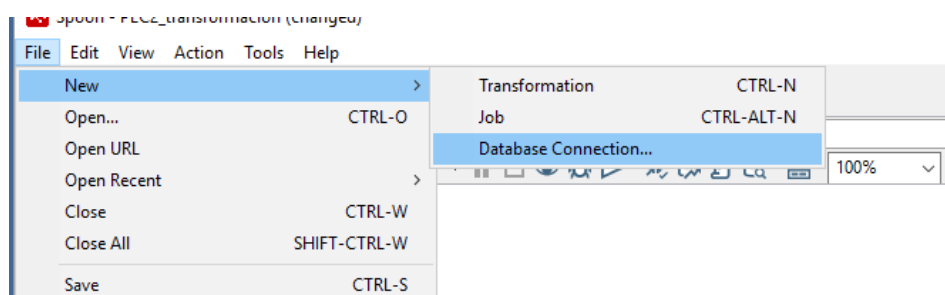 Spoon - PEC2_transformacion (changed)
File Edit View Action Tools Help
New >
Transformation CTRL-N
Open... CTRL-O
Job CTRL-ALT-N
Open URL
Database Connection...
Open Recent >
100%
Close CTRL-W
Close All SHIFT-CTRL-W
Save CTRL-S